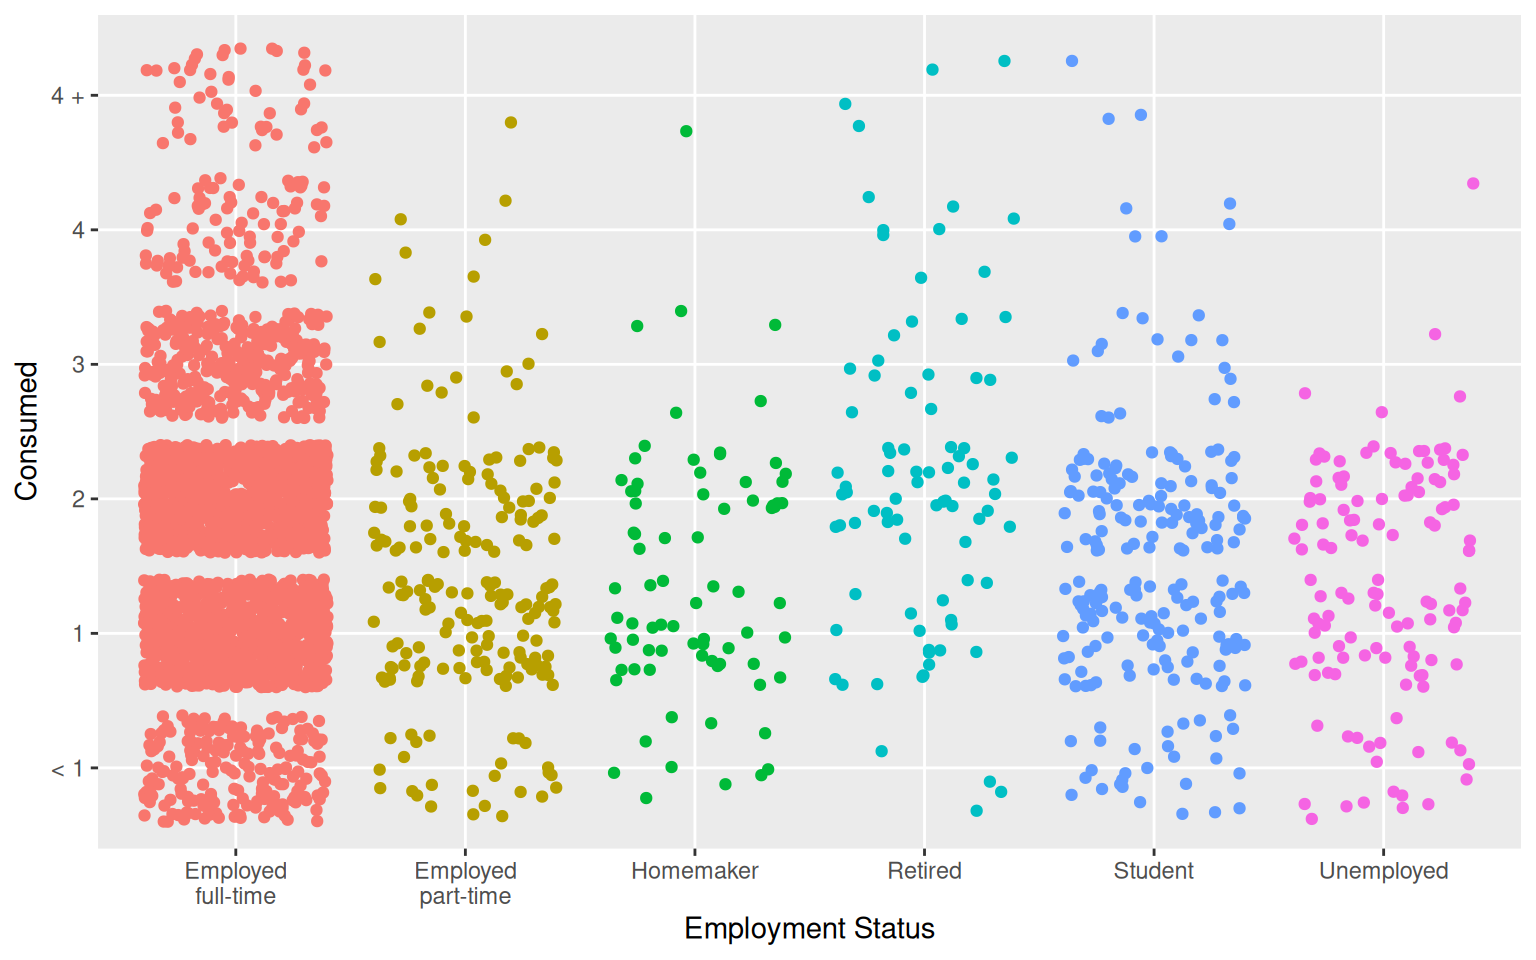 Consumed
4 +
4
3
2
1
< 1
Employed
full-time
Employed
part-time
Homemaker
Retired
Student
Unemployed
Employment Status